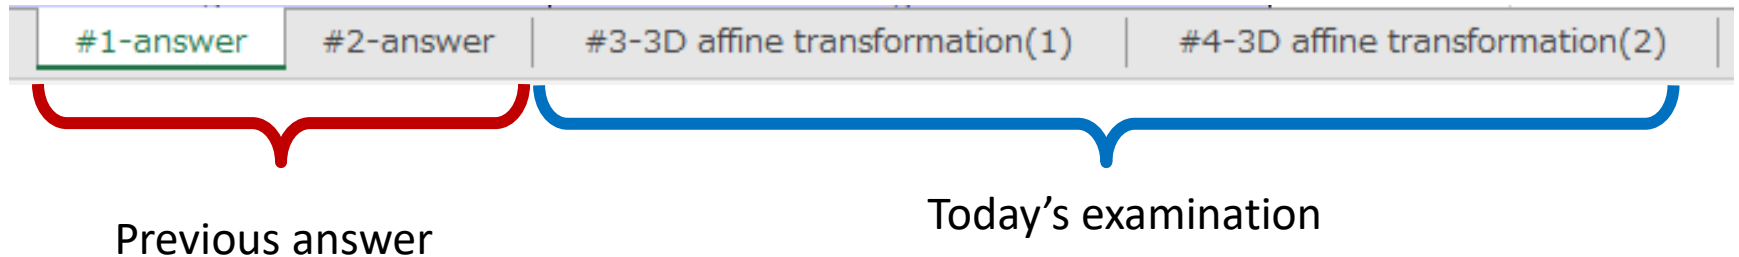 #1-answer #2-answer #3-3D affine transformation(1) #4-3D affine transformation(2)
Today’s examination
Previous answer